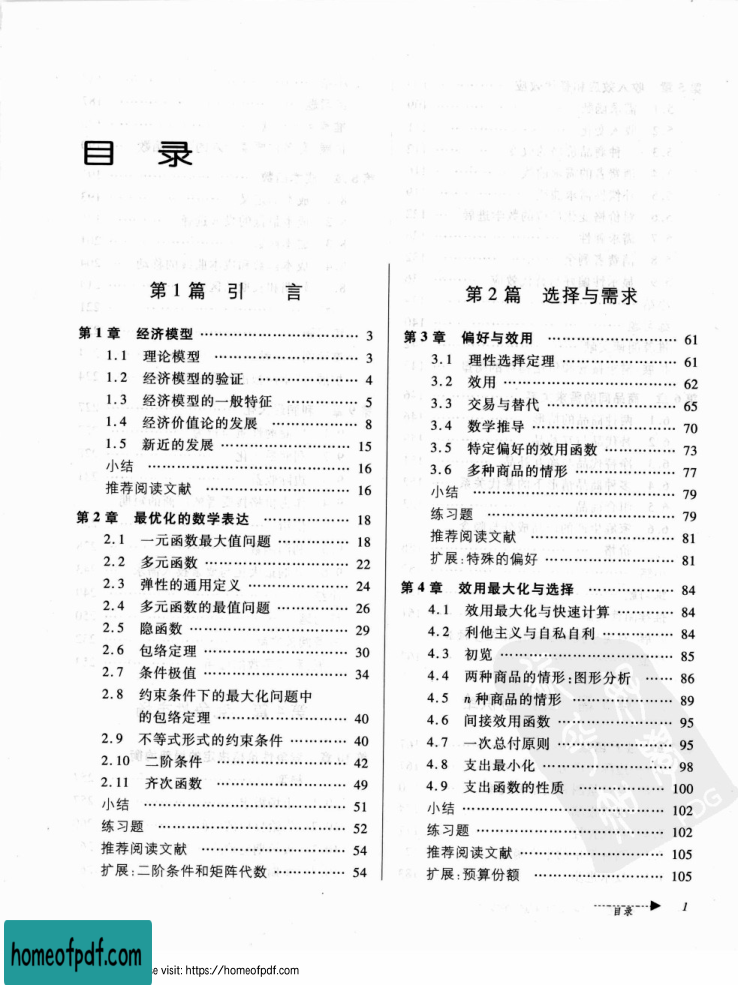 目 录
第1篇 引 言
第1章 经济模型 …………………………… 3
1.1 理论模型 …………………………… 3
1.2 经济模型的验证 …………………… 4
1.3 经济模型的一般特征 ……………… 5
1.4 经济价值论的发展 ………………… 8
1.5 新近的发展 ………………………… 15
小结 ……………………………………… 16
推荐阅读文献 …………………………… 16
第2章 最优化的数学表达 ……………… 18
2.1 一元函数最大值问题 ……………… 18
2.2 多元函数 …………………………… 22
2.3 弹性的通用定义 …………………… 24
2.4 多元函数的最值问题 ……………… 26
2.5 隐函数 ……………………………… 29
2.6 包络定理 …………………………… 30
2.7 条件极值 …………………………… 34
2.8 约束条件下的最大化问题中
的包络定理 ……………………………… 40
2.9 不等式形式的约束条件 …………… 40
2.10 二阶条件 ………………………… 42
2.11 齐次函数 ………………………… 49
小结 ……………………………………… 51
练习题 …………………………………… 52
推荐阅读文献 …………………………… 54
扩展:二阶条件和矩阵代数 …………… 54
第2篇 选择与需求
第3章 偏好与效用 ……………………… 61
3.1 理性选择定理 ……………………… 61
3.2 效用 ………………………………… 62
3.3 交易与替代 ………………………… 65
3.4 数学推导 …………………………… 70
3.5 特定偏好的效用函数 ……………… 73
3.6 多种商品的情形 …………………… 77
小结 ……………………………………… 79
练习题 …………………………………… 79
推荐阅读文献 …………………………… 81
扩展:特殊的偏好 ……………………… 81
第4章 效用最大化与选择 ……………… 84
4.1 效用最大化与快速计算 …………… 84
4.2 利他主义与自私自利 ……………… 84
4.3 初览 ………………………………… 85
4.4 两种商品的情形:图形分析 ……… 86
4.5 n种商品的情形 …………………… 89
4.6 间接效用函数 ……………………… 95
4.7 一次总付原则 ……………………… 95
4.8 支出最小化 ………………………… 98
4.9 支出函数的性质 …………………… 100
小结 ……………………………………… 102
练习题 …………………………………… 102
推荐阅读文献 …………………………… 105
扩展:预算份额 ………………………… 105
目录 1
homeofpdf.com
visit: https://homeofpdf.com